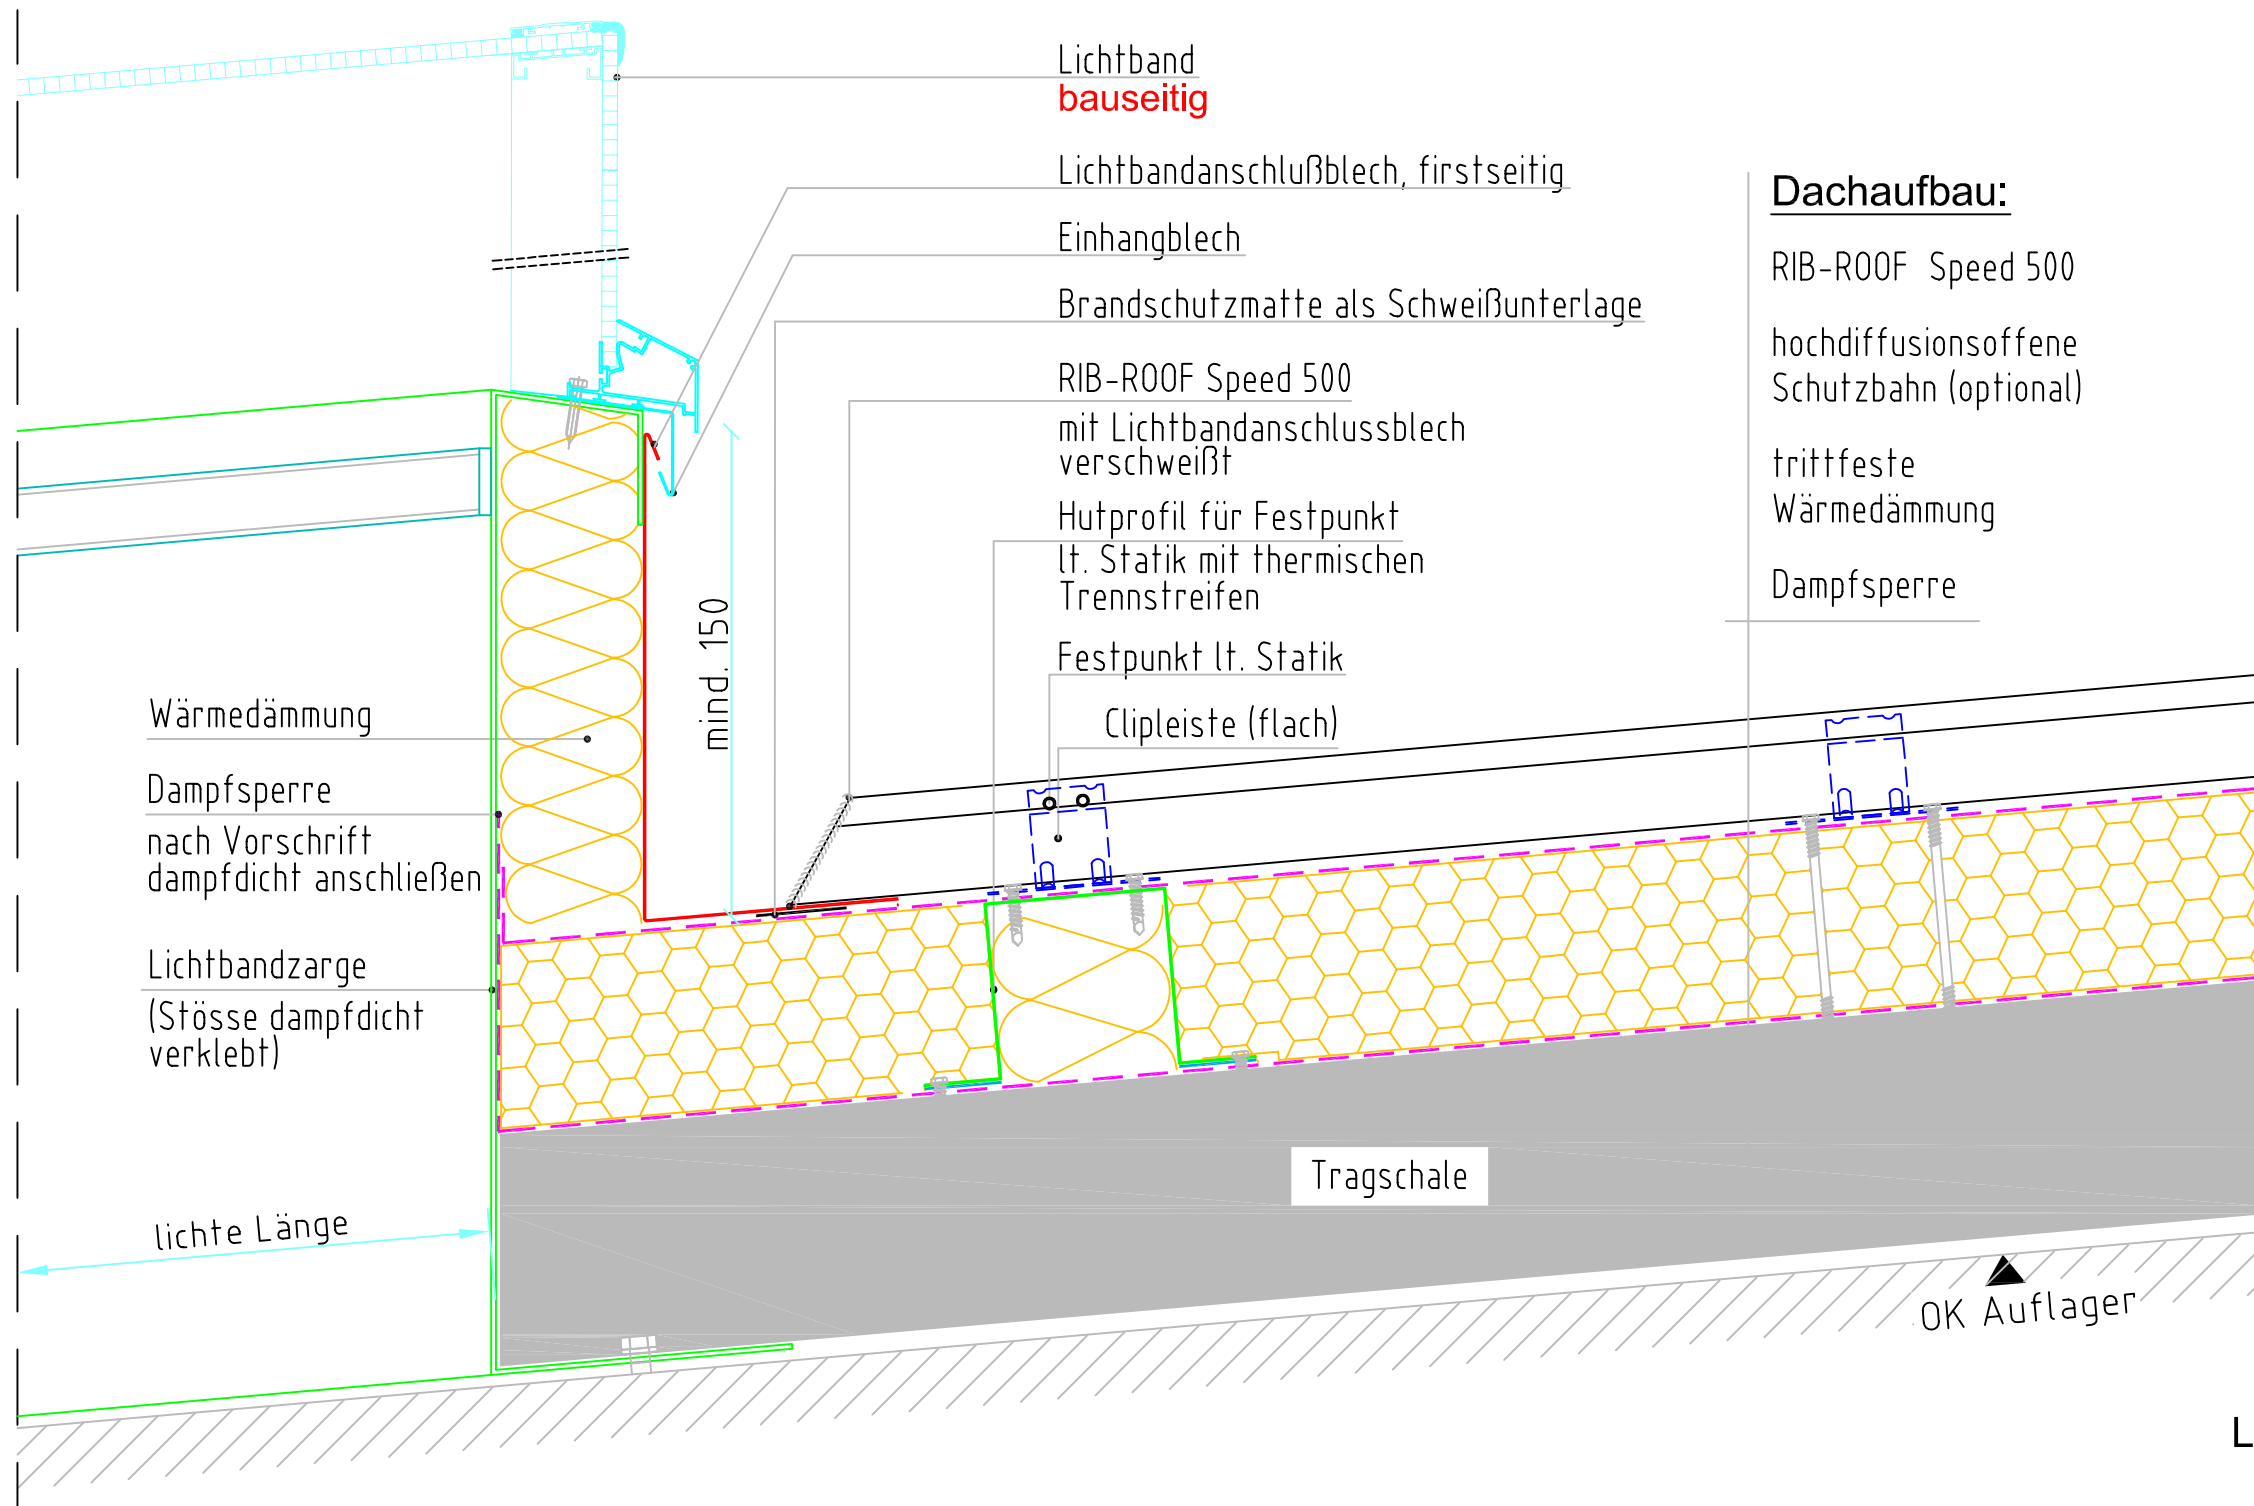 Lichtband
bauseitig
Lichtbandanschlußblech, firstseitig
Einhangblech
Brandschutzmatte als Schweißunterlage
RIB-ROOF Speed 500
mit Lichtbandanschlussblech
verschweißt
Hutprofil für Festpunkt
lt. Statik mit thermischen
Trennstreifen
Festpunkt lt. Statik
Clipleiste (flach)
Dachaufbau:
RIB-ROOF Speed 500
hochdiffusionsoffene
Schutzbahn (optional)
trittfeste
Wärmedämmung
Dampfsperre
mind. 150
Wärmedämmung
Dampfsperre
nach Vorschrift
dampfdicht anschließen
Lichtbandzarge
(Stösse dampfdicht
verklebt)
lichte Länge
Tragschale
OK Auflager
L